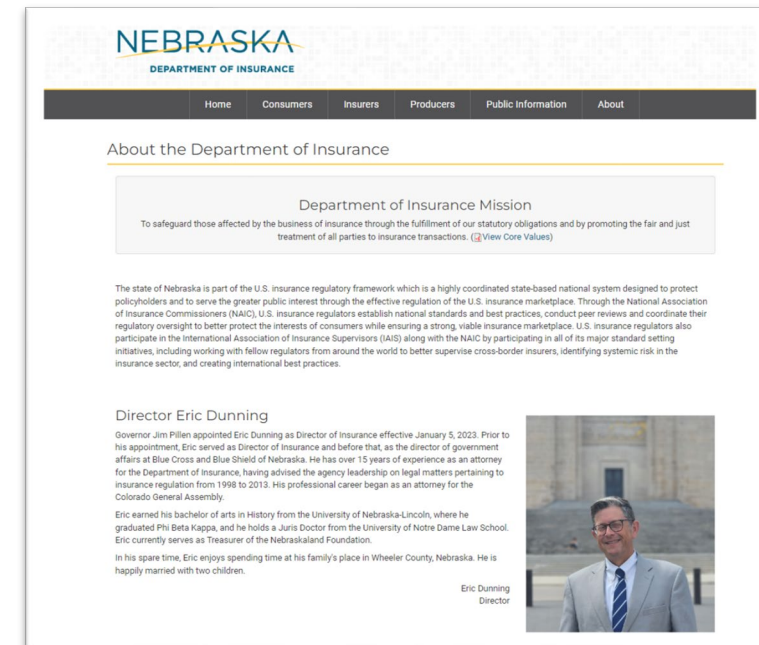 NEBRASKA
DEPARTMENT OF INSURANCE
Home Consumers Insurers Producers Public Information About
About the Department of Insurance
Department of Insurance Mission
To safeguard those affected by the business of insurance through the fulfillment of our statutory obligations and by promoting the fair and just
treatment of all parties to insurance transactions. (View Core Values)
The state of Nebraska is part of the U.S. insurance regulatory framework which is a highly coordinated state-based national system designed to protect
policyholders and to serve the greater public interest through the effective regulation of the U.S. insurance marketplace. Through the National Association
of Insurance Commissioners (NAIC), U.S. insurance regulators establish national standards and best practices, conduct peer reviews and coordinate their
regulatory oversight to better protect the interests of consumers while ensuring a strong, viable insurance marketplace. U.S. insurance regulators also
participate in the International Association of Insurance Supervisors (IAIS) along with the NAIC by participating in all of its major standard setting
initiatives, including working with fellow regulators from around the world to better supervise cross-border insurers, identifying systemic risk in the
insurance sector, and creating international best practices.
Director Eric Dunning
Governor Jim Pillen appointed Eric Dunning as Director of Insurance effective January 5, 2023. Prior to
his appointment, Eric served as Director of Insurance and before that, as the director of government
affairs at Blue Cross and Blue Shield of Nebraska. He has over 15 years of experience as an attorney
for the Department of Insurance, having advised the agency leadership on legal matters pertaining to
insurance regulation from 1998 to 2013. His professional career began as an attorney for the
Colorado General Assembly.
Eric earned his bachelor of arts in History from the University of Nebraska-Lincoln, where he
graduated Phi Beta Kappa, and he holds a Juris Doctor from the University of Notre Dame Law School.
Eric currently serves as Treasurer of the Nebraskaland Foundation.
In his spare time, Eric enjoys spending time at his family's place in Wheeler County, Nebraska. He is
happily married with two children.
Eric Dunning
Director